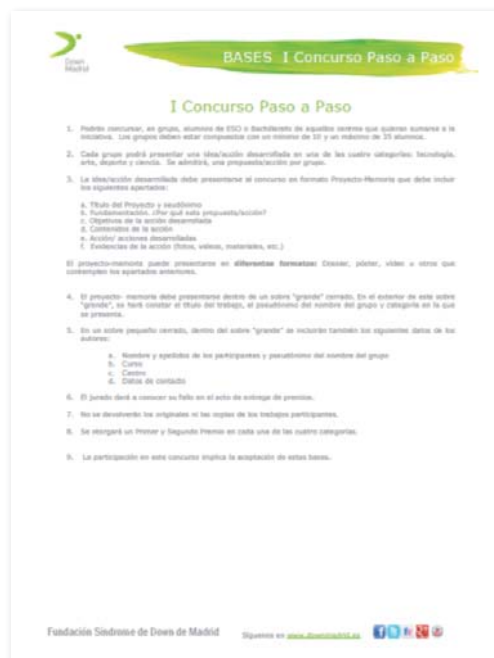 Down
Madrid
BASES I Concurso Paso a Paso
I Concurso Paso a Paso
1. Podrán concursar, en grupo, alumnos de ESO o Bachillerato de aquellos centros que quieran sumarse a la
iniciativa. Los grupos deben estar compuestos con un mínimo de 10 y un máximo de 35 alumnos.
2. Cada grupo podrá presentar una idea/acción desarrollada en una de las cuatro categorías: tecnología,
arte, deporte y ciencia. Se admitirá, una propuesta/acción por grupo.
3. La idea/acción desarrollada debe presentarse al concurso en formato Proyecto-Memoria que debe incluir
los siguientes apartados:
a. Título del Proyecto y seudónimo
b. Fundamentación. ¿Por qué esta propuesta/acción?
c. Objetivos de la acción desarrollada
d. Contenidos de la acción
e. Acción/ acciones desarrolladas
f. Evidencias de la acción (fotos, videos, materiales, etc.)
El proyecto-memoria puede presentarse en diferentes formatos: Dossier, póster, video u otros que
contemplen los apartados anteriores.
4. El proyecto- memoria debe presentarse dentro de un sobre "grande" cerrado. En el exterior de este sobre
"grande", se hará constar el título del trabajo, el pseudónimo del nombre del grupo y categoría en la que
se presenta.
5. En un sobre pequeño cerrado, dentro del sobre "grande" se incluirán también los siguientes datos de los
autores:
a. Nombre y apellidos de los participantes y pseudónimo del nombre del grupo
b. Curso
c. Centro
d. Datos de contacto
6. El jurado dará a conocer su fallo en el acto de entrega de premios.
7. No se devolverán los originales ni las copias de los trabajos participantes.
8. Se otorgará un Primer y Segundo Premio en cada una de las cuatro categorías.
9. La participación en este concurso implica la aceptación de estas bases.
Fundación Síndrome de Down de Madrid Síguenos en www.downmadrid.es